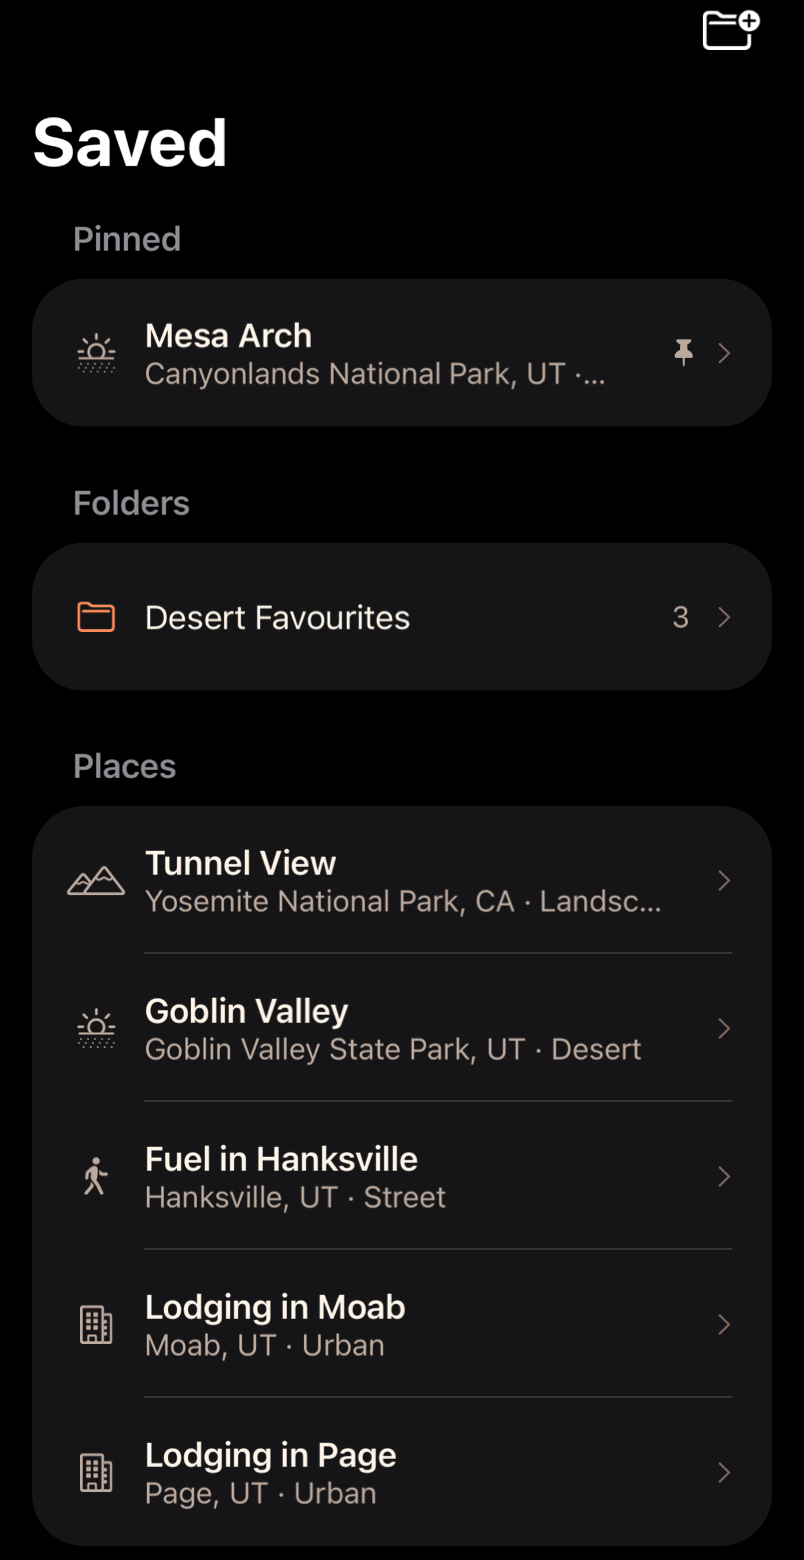 Saved
Pinned
Mesa Arch
Canyonlands National Park, UT ·...
Folders
Desert Favourites 3
Places
Tunnel View
Yosemite National Park, CA · Landsc...
Goblin Valley
Goblin Valley State Park, UT · Desert
Fuel in Hanksville
Hanksville, UT · Street
Lodging in Moab
Moab, UT · Urban
Lodging in Page
Page, UT · Urban